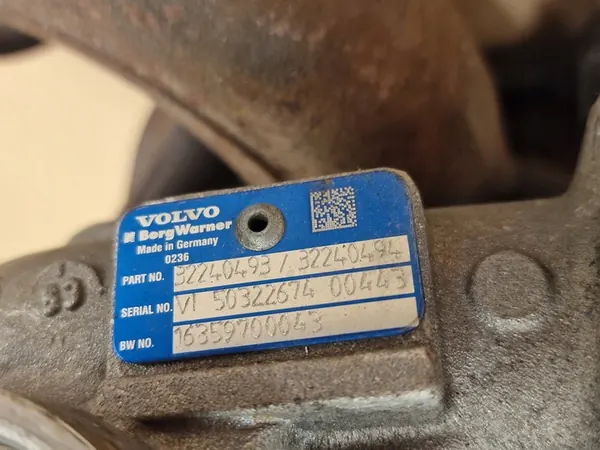 VOLVO
BorgWarner
Made in Germany
0236
PART NO. 32240493 / 32240494
SERIAL NO. VI 50322674 00443
BW NO. 16359700043